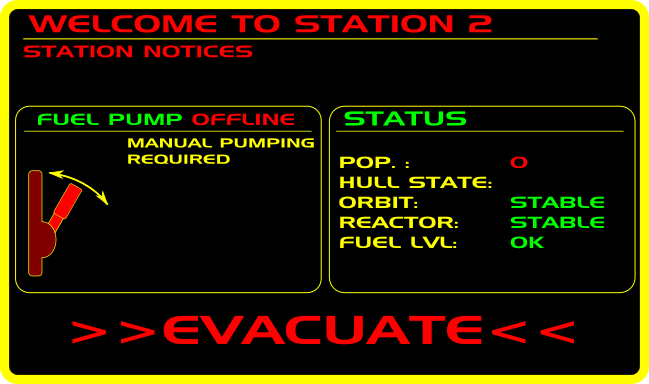 WELCOME TO STATION 2
STATION NOTICES
FUEL PUMP OFFLINE
MANUAL PUMPING
REQUIRED
STATUS
POP. : 0
HULL STATE:
ORBIT: STABLE
REACTOR: STABLE
FUEL LVL: OK
>>EVACUATE<<